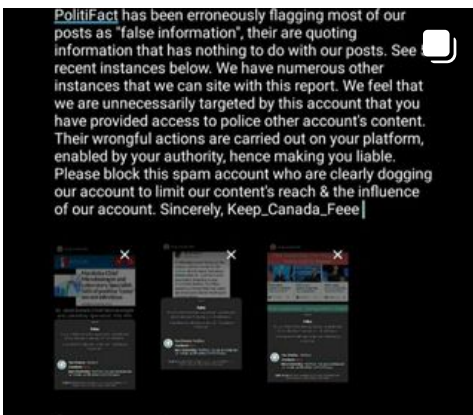 PolitiFact has been erroneously flagging most of our
posts as "false information", their are quoting
information that has nothing to do with our posts. See
recent instances below. We have numerous other
instances that we can site with this report. We feel that
we are unnecessarily targeted by this account that you
have provided access to police other account's content.
Their wrongful actions are carried out on your platform,
enabled by your authority, hence making you liable.
Please block this spam account who are clearly dogging
our account to limit our content's reach & the influence
of our account. Sincerely, Keep_Canada_Feee